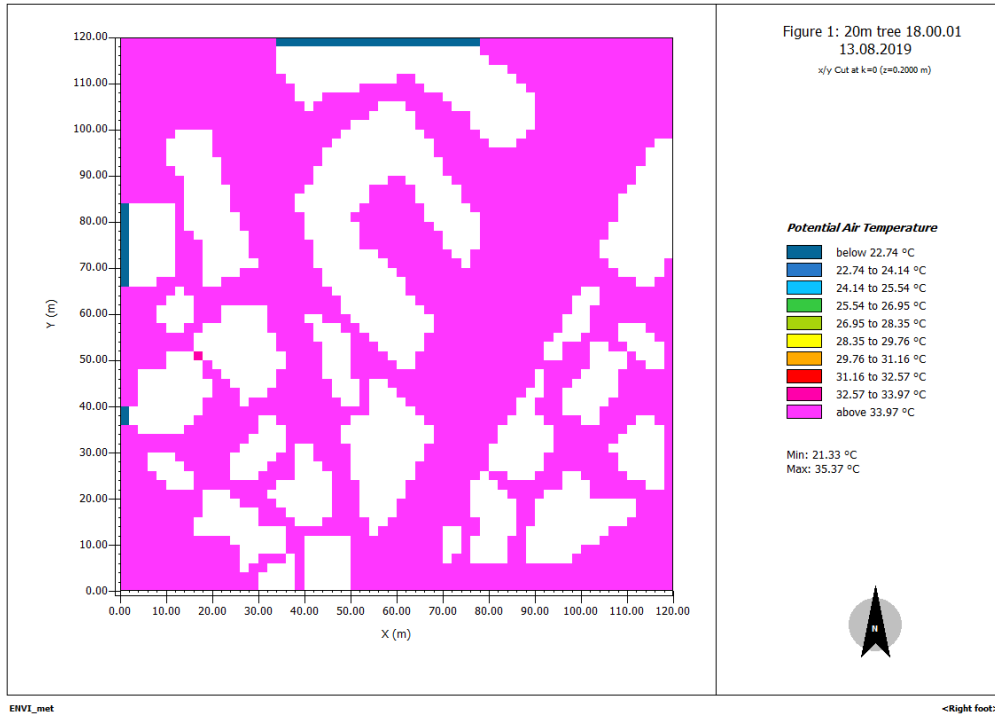 Figure 1: 20m tree 18.00.01
13.08.2019
x/y Cut at k=0 (z=0.2000 m)
120.00
110.00
100.00
90.00
80.00
70.00
60.00
50.00
40.00
30.00
20.00
10.00
0.00
Y (m)
0.00 10.00 20.00 30.00 40.00 50.00 60.00 70.00 80.00 90.00 100.00 110.00 120.00
X (m)
Potential Air Temperature
below 22.74 °C
22.74 to 24.14 °C
24.14 to 25.54 °C
25.54 to 26.95 °C
26.95 to 28.35 °C
28.35 to 29.76 °C
29.76 to 31.16 °C
31.16 to 32.57 °C
32.57 to 33.97 °C
above 33.97 °C
Min: 21.33 °C
Max: 35.37 °C
N
ENVI_met
<Right foot>